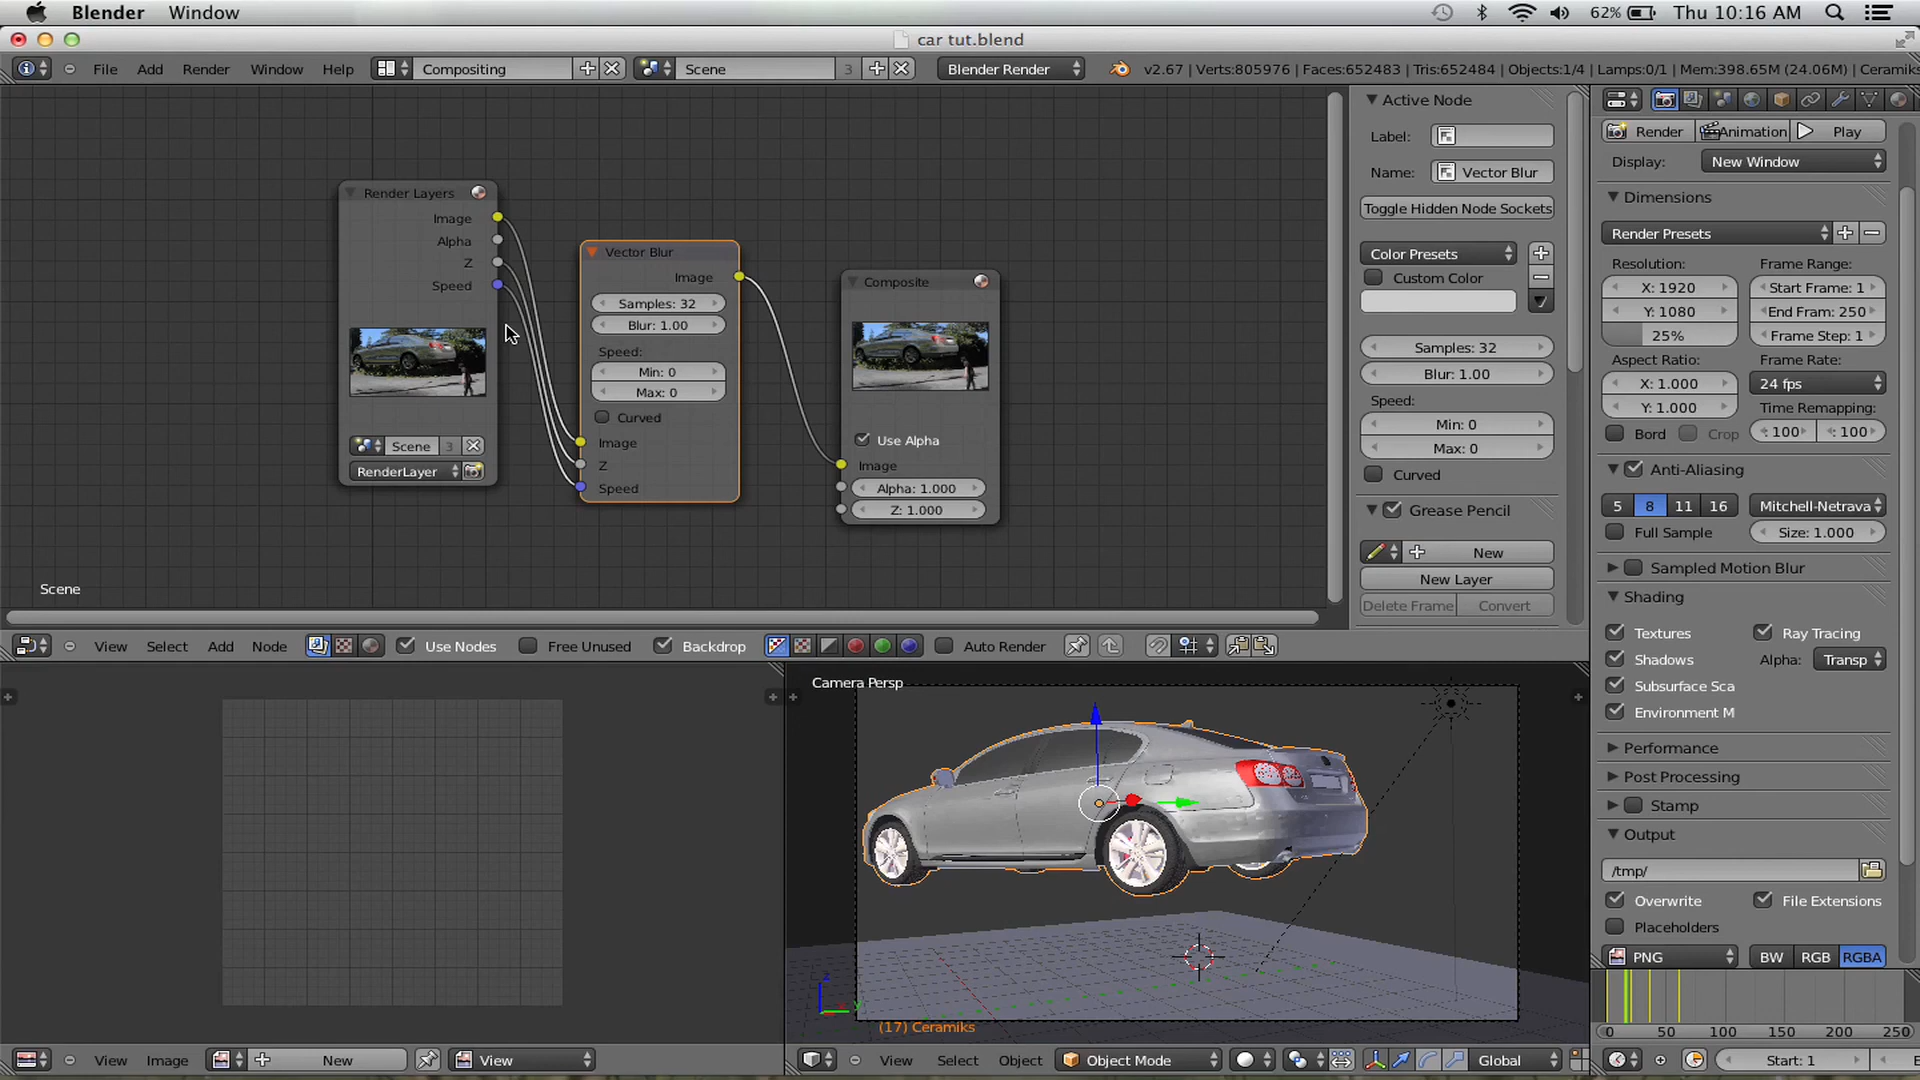 Blender Window 62% Thu 10:16 AM
car tut.blend
File Add Render Window Help Compositing Scene 3 Blender Render v2.67 | Verts:805976 | Faces:652483 | Tris:652484 | Objects:1/4 | Lamps:0/1 | Mem:398.65M (24.06M) | Ceramiks
Render Layers
Image
Alpha
Z
Speed
Scene 3
RenderLayer
Vector Blur
Image
Samples: 32
Blur: 1.00
Speed:
Min: 0
Max: 0
Curved
Image
Z
Speed
Composite
Use Alpha
Image
Alpha: 1.000
Z: 1.000
Scene
Active Node
Label:
Name: Vector Blur
Toggle Hidden Node Sockets
Color Presets
Custom Color
Samples: 32
Blur: 1.00
Speed:
Min: 0
Max: 0
Curved
Grease Pencil
New
New Layer
Delete Frame Convert
View Select Add Node Use Nodes Free Unused Backdrop Auto Render
Camera Persp
(17) Ceramiks
View Image New View
View Select Object Object Mode Global
Render Animation Play
Display: New Window
Dimensions
Render Presets
Resolution: Frame Range:
X: 1920 Start Frame: 1
Y: 1080 End Fram: 250
25% Frame Step: 1
Aspect Ratio: Frame Rate:
X: 1.000 24 fps
Y: 1.000 Time Remapping:
Bord Crop 100 100
Anti-Aliasing
5 8 11 16 Mitchell-Netrava
Full Sample Size: 1.000
Sampled Motion Blur
Shading
Textures Ray Tracing
Shadows Alpha: Transp
Subsurface Sca
Environment M
Performance
Post Processing
Stamp
Output
/tmp/
Overwrite File Extensions
Placeholders
PNG BW RGB RGBA
0 50 100 150 200 250
Start: 1